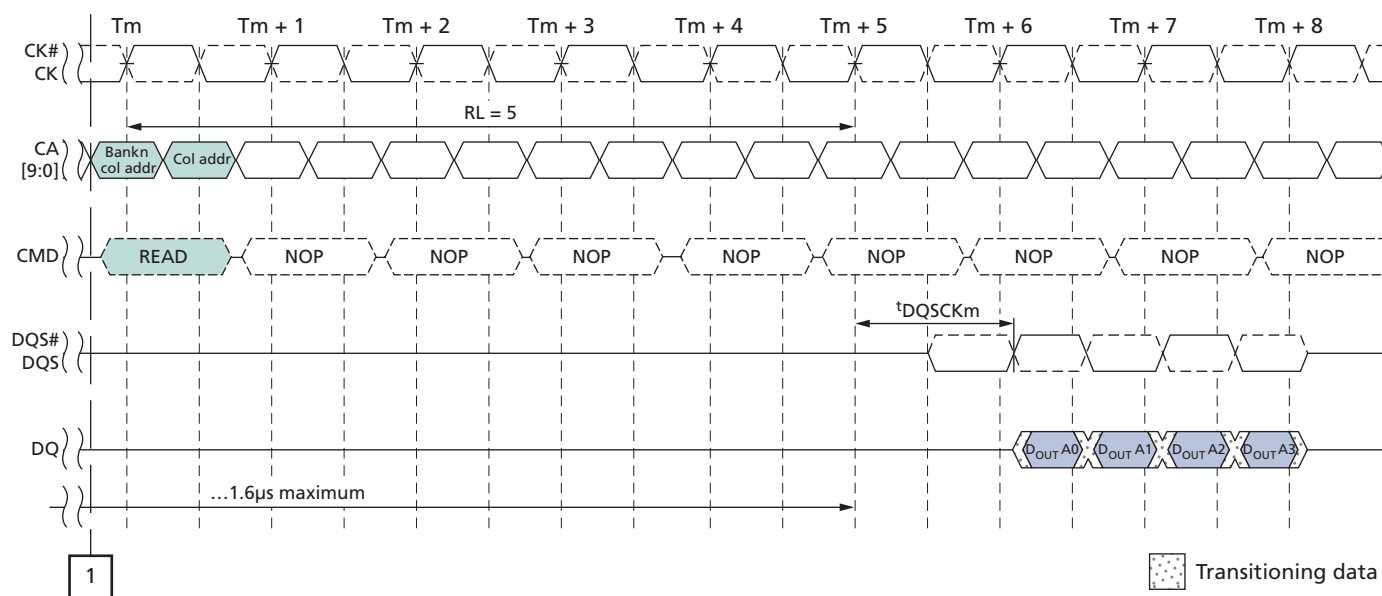 Tm Tm + 1 Tm + 2 Tm + 3 Tm + 4 Tm + 5 Tm + 6 Tm + 7 Tm + 8
CK#
CK
RL = 5
CA
[9:0]
Bankn
col addr
Col addr
CMD READ NOP NOP NOP NOP NOP NOP NOP NOP
tDQSCKm
DQS#
DQS
DQ DOUT A0 DOUT A1 DOUT A2 DOUT A3
…1.6µs maximum
1
Transitioning data